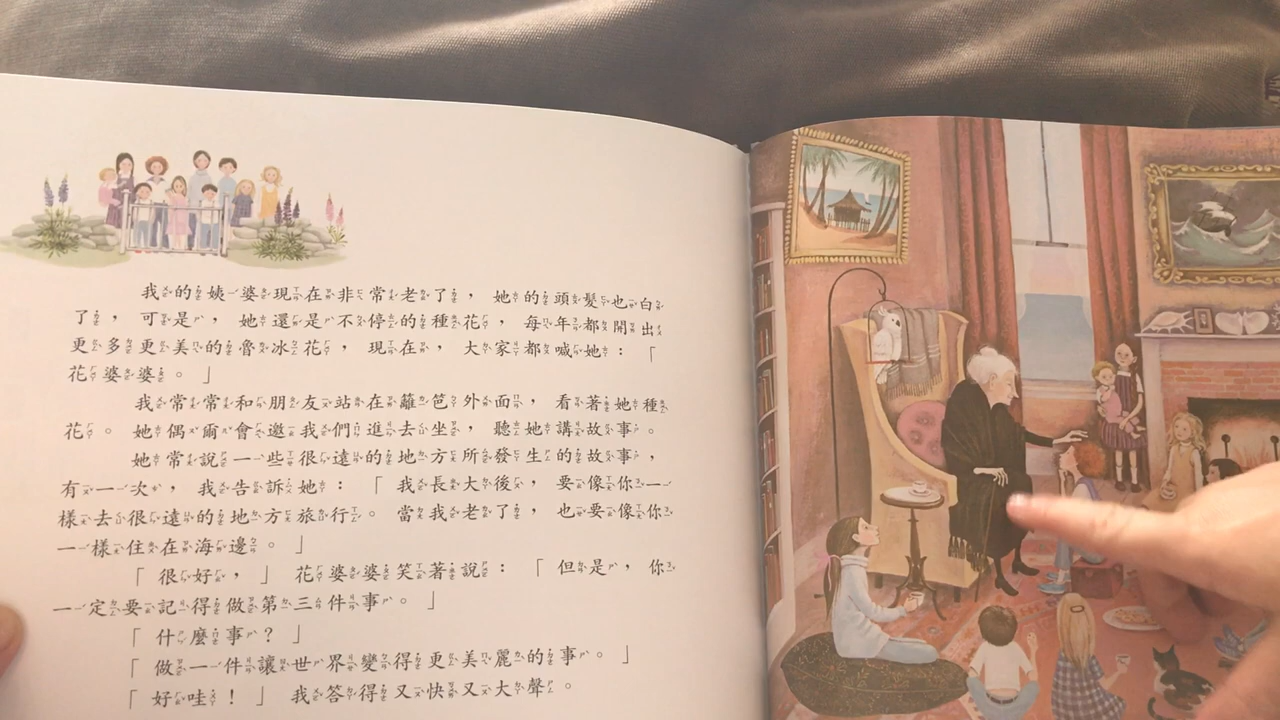 我的姨婆現在非常老了，她的頭髮也白
了，可是，她還是不停的種花，每年都開出
更多更美的魯冰花，現在，大家都喊她：「
花婆婆。」
我常常和朋友站在籬笆外面，看著她種
花。她偶爾會邀我們進去坐坐，聽她講故事。
她常說一些很遠的地方所發生的故事，
有一次，我告訴她：「我長大後，要像你一
樣去很遠的地方旅行。當我老了，也要像你
一樣住在海邊。」
「很好，」花婆婆笑著說：「但是，你
一定要記得做第三件事。」
「什麼事？」
「做一件讓世界變得更美麗的事。」
「好哇！」我答得又快又大聲。